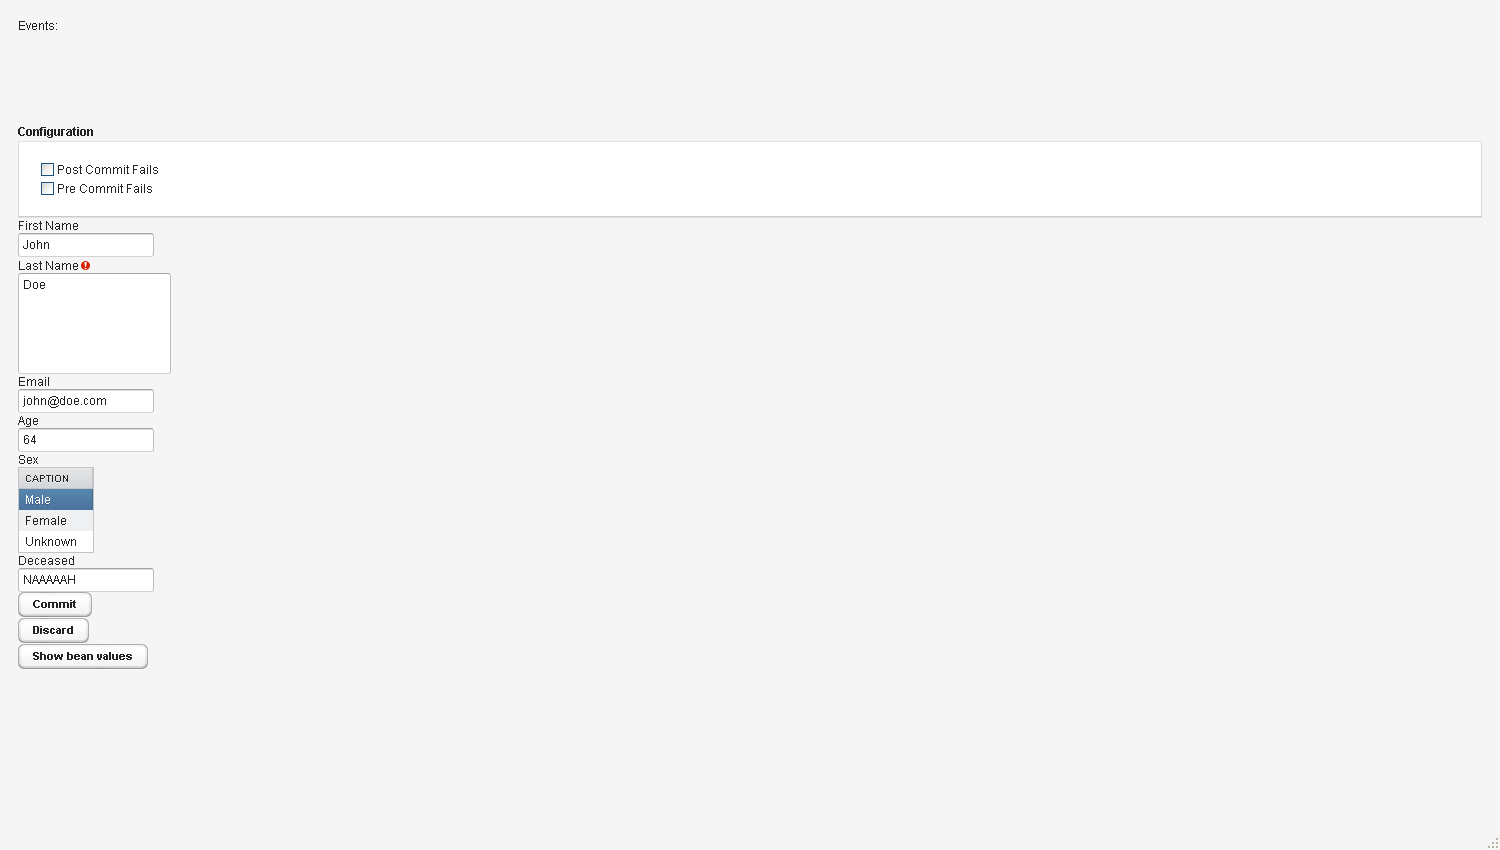 Events:
Configuration
Post Commit Fails
Pre Commit Fails
First Name
John
Last Name
Doe
Email
john@doe.com
Age
64
Sex
CAPTION
Male
Female
Unknown
Deceased
NAAAAAH
Commit
Discard
Show bean values